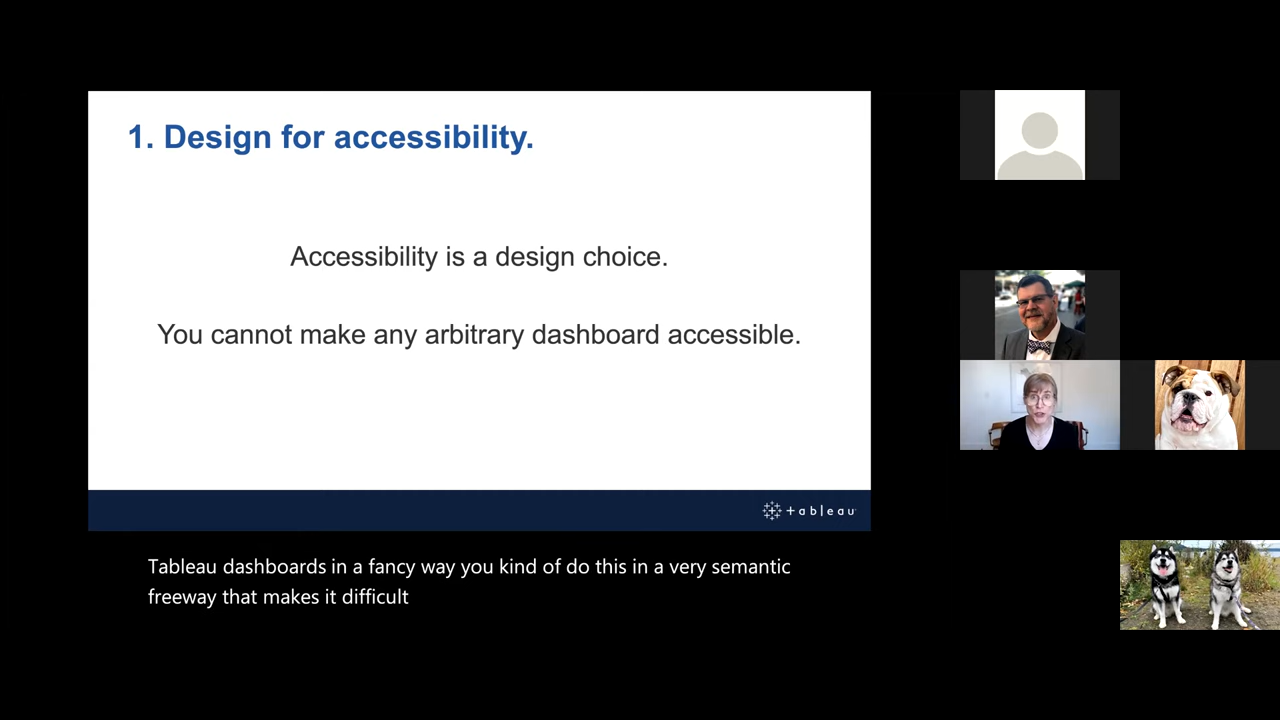 1. Design for accessibility.
Accessibility is a design choice.
You cannot make any arbitrary dashboard accessible.
+ableau
Tableau dashboards in a fancy way you kind of do this in a very semantic
freeway that makes it difficult